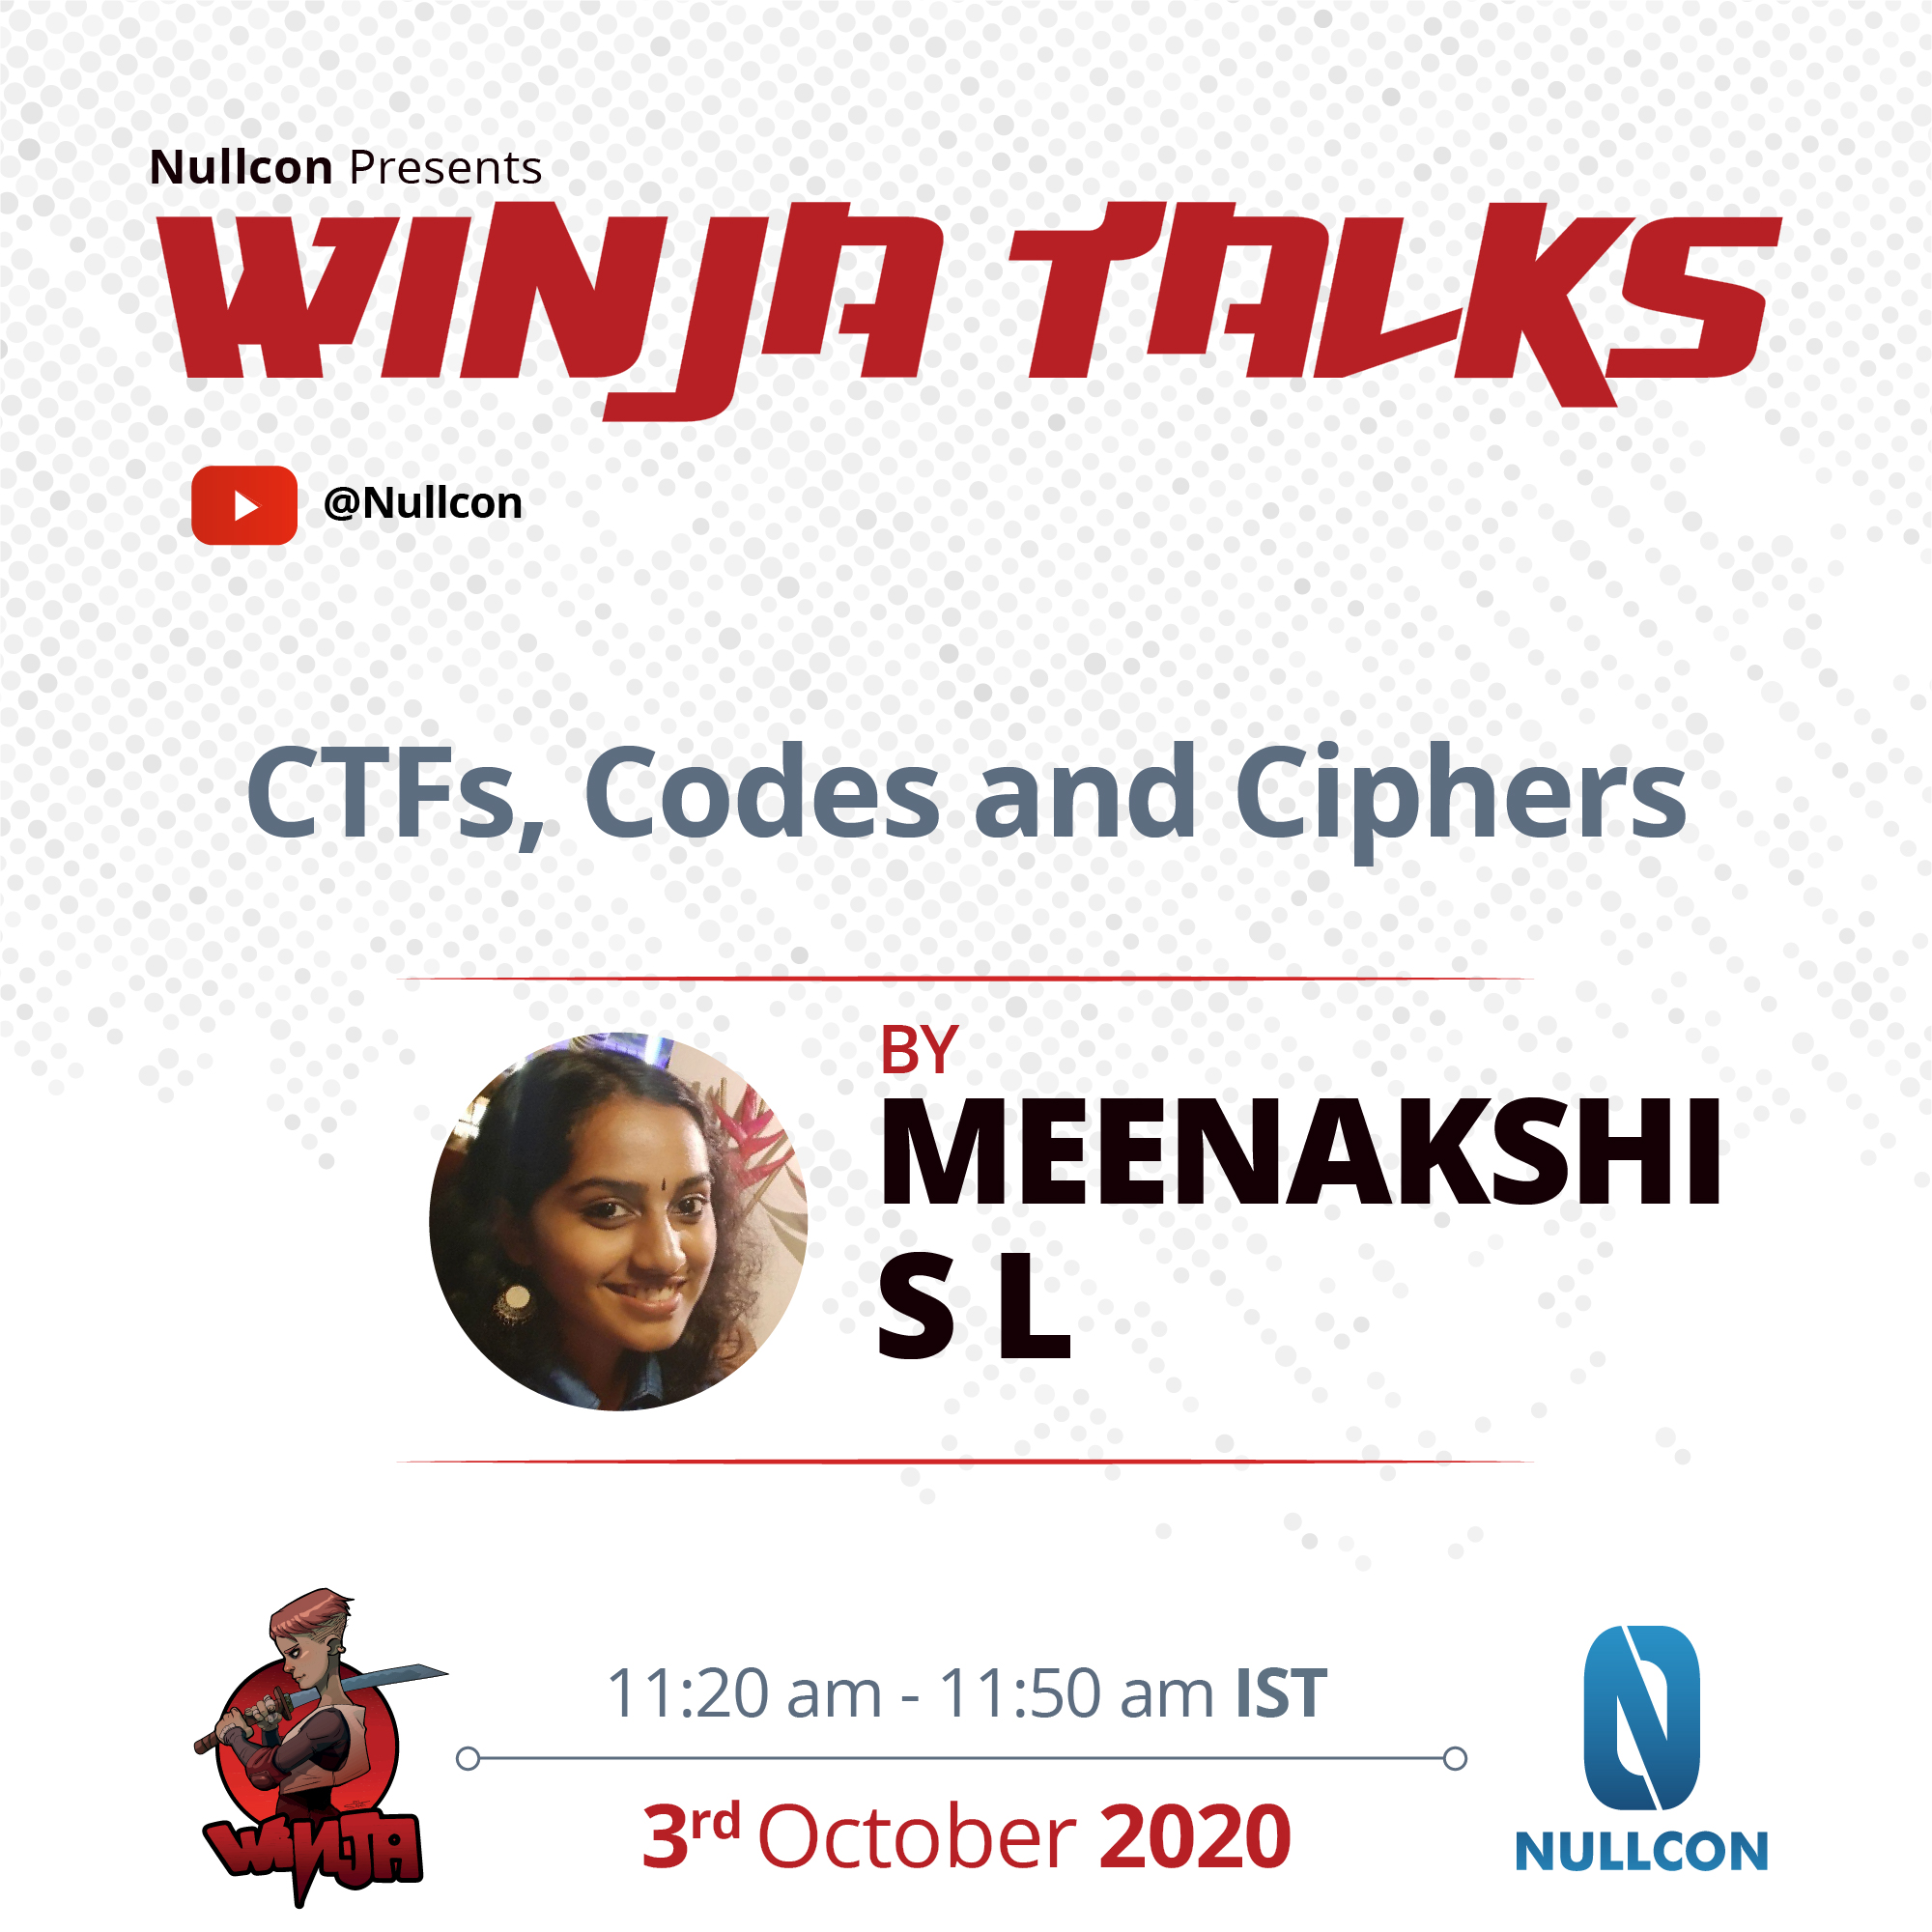 Nullcon Presents
WINJA TALKS
@Nullcon
CTFs, Codes and Ciphers
BY
MEENAKSHI
S L
11:20 am - 11:50 am IST
3rd October 2020
WINJA
NULLCON